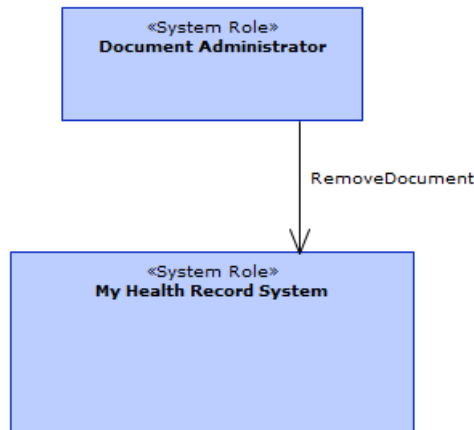 «System Role»
Document Administrator
RemoveDocument
«System Role»
My Health Record System